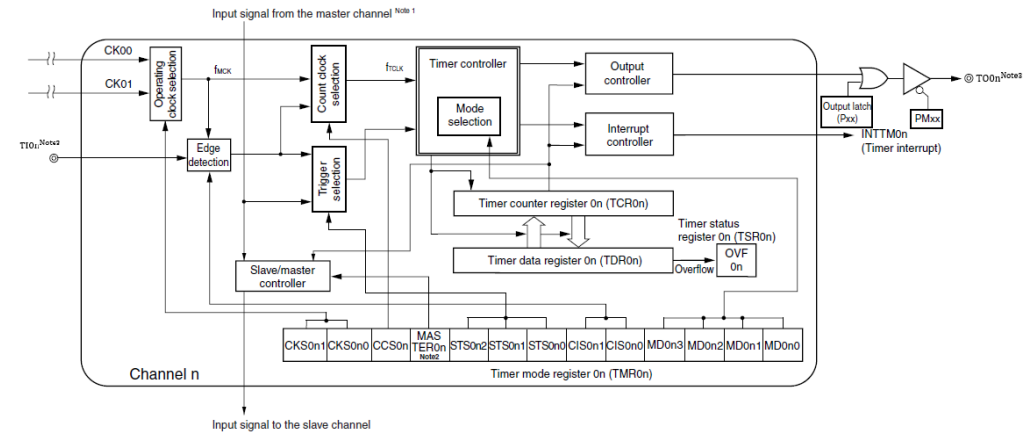 Input signal from the master channel Note 1
CK00
CK01
Operating
clock selection
fMCK
Count clock
selection
fTCLK
Timer controller
Mode
selection
Output
controller
Interrupt
controller
Output latch
(Pxx)
PMxx
TO0nNote2
INTTM0n
(Timer interrupt)
TI0nNote2
Edge
detection
Trigger
selection
Timer counter register 0n (TCR0n)
Timer status
register 0n (TSR0n)
Slave/master
controller
Timer data register 0n (TDR0n)
Overflow
OVF
0n
CKS0n1
CKS0n0
CCS0n
MAS
TER0n
Note2
STS0n2
STS0n1
STS0n0
CIS0n1
CIS0n0
MD0n3
MD0n2
MD0n1
MD0n0
Channel n
Timer mode register 0n (TMR0n)
Input signal to the slave channel